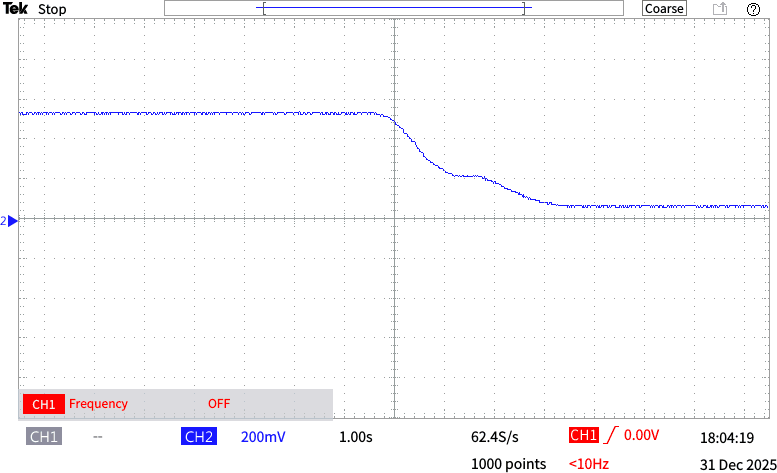 Tek Stop Coarse ?
2
CH1 Frequency OFF
CH1 -- CH2 200mV 1.00s 62.4S/s CH1 0.00V 18:04:19
1000 points <10Hz 31 Dec 2025